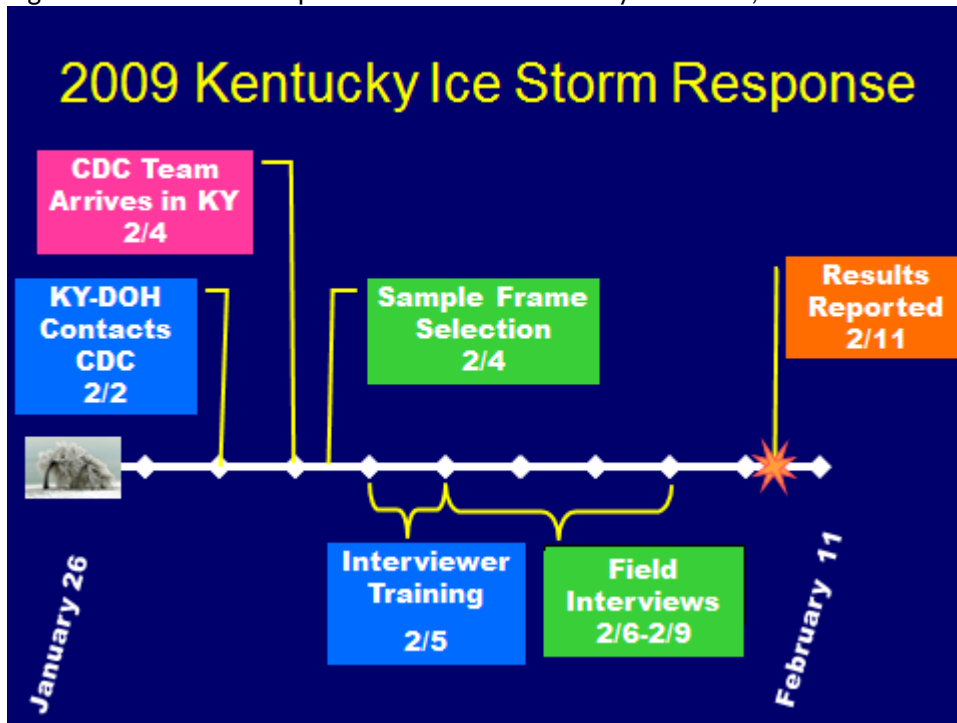 2009 Kentucky Ice Storm Response
CDC Team
Arrives in KY
2/4
KY-DOH
Contacts
CDC
2/2
Sample Frame
Selection
2/4
Results
Reported
2/11
Interviewer
Training
2/5
Field
Interviews
2/6-2/9
January 26
February 11